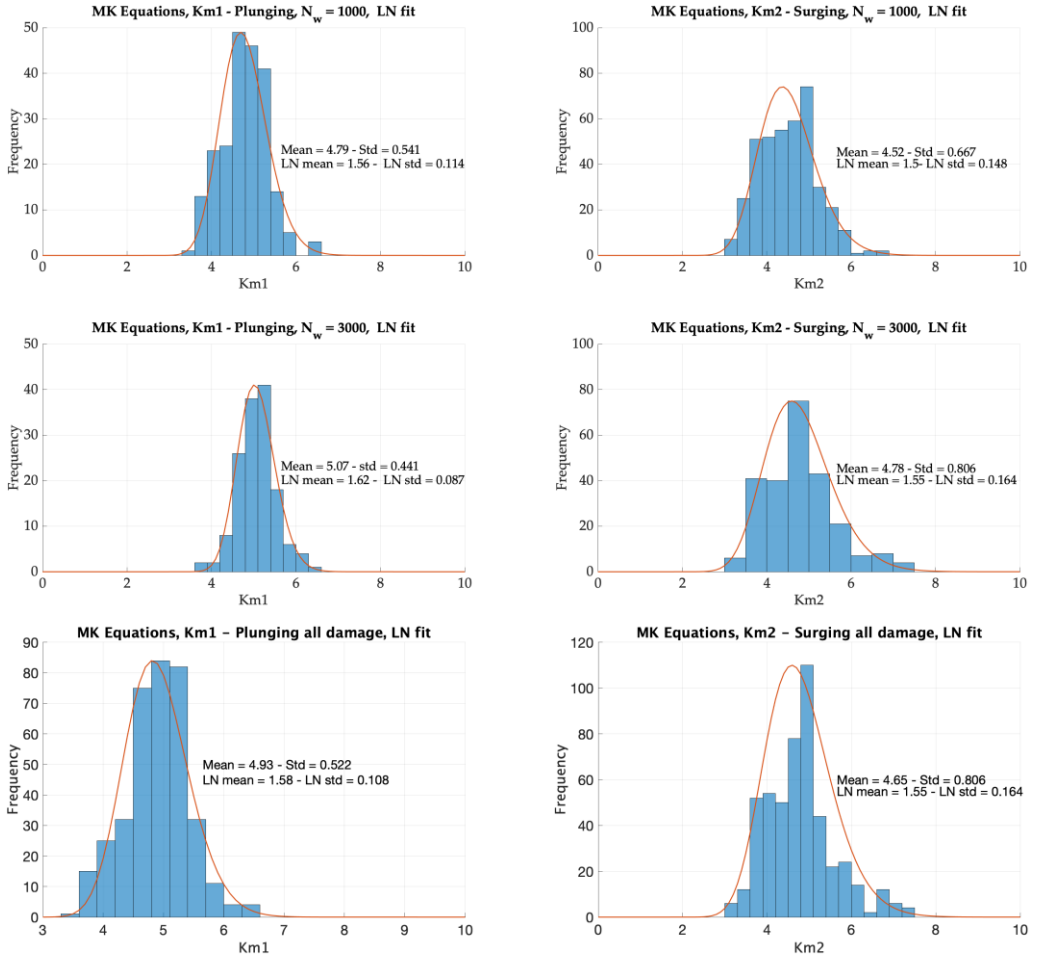 MK Equations, Km1 - Plunging, Nw = 1000, LN fit
50
40
30
20
10
0
Frequency
Mean = 4.79 - Std = 0.541
LN mean = 1.56 - LN std = 0.114
0 2 4 6 8 10
Km1
MK Equations, Km2 - Surging, Nw = 1000, LN fit
100
80
60
40
20
0
Frequency
Mean = 4.52 - Std = 0.667
LN mean = 1.5- LN std = 0.148
0 2 4 6 8 10
Km2
MK Equations, Km1 - Plunging, Nw = 3000, LN fit
50
40
30
20
10
0
Frequency
Mean = 5.07 - std = 0.441
LN mean = 1.62 - LN std = 0.087
0 2 4 6 8 10
Km1
MK Equations, Km2 - Surging, Nw = 3000, LN fit
100
80
60
40
20
0
Frequency
Mean = 4.78 - Std = 0.806
LN mean = 1.55 - LN std = 0.164
0 2 4 6 8 10
Km2
MK Equations, Km1 – Plunging all damage, LN fit
90
80
70
60
50
40
30
20
10
0
Frequency
Mean = 4.93 - Std = 0.522
LN mean = 1.58 - LN std = 0.108
3 4 5 6 7 8 9 10
Km1
MK Equations, Km2 – Surging all damage, LN fit
120
100
80
60
40
20
0
Frequency
Mean = 4.65 - Std = 0.806
LN mean = 1.55 - LN std = 0.164
0 2 4 6 8 10
Km2